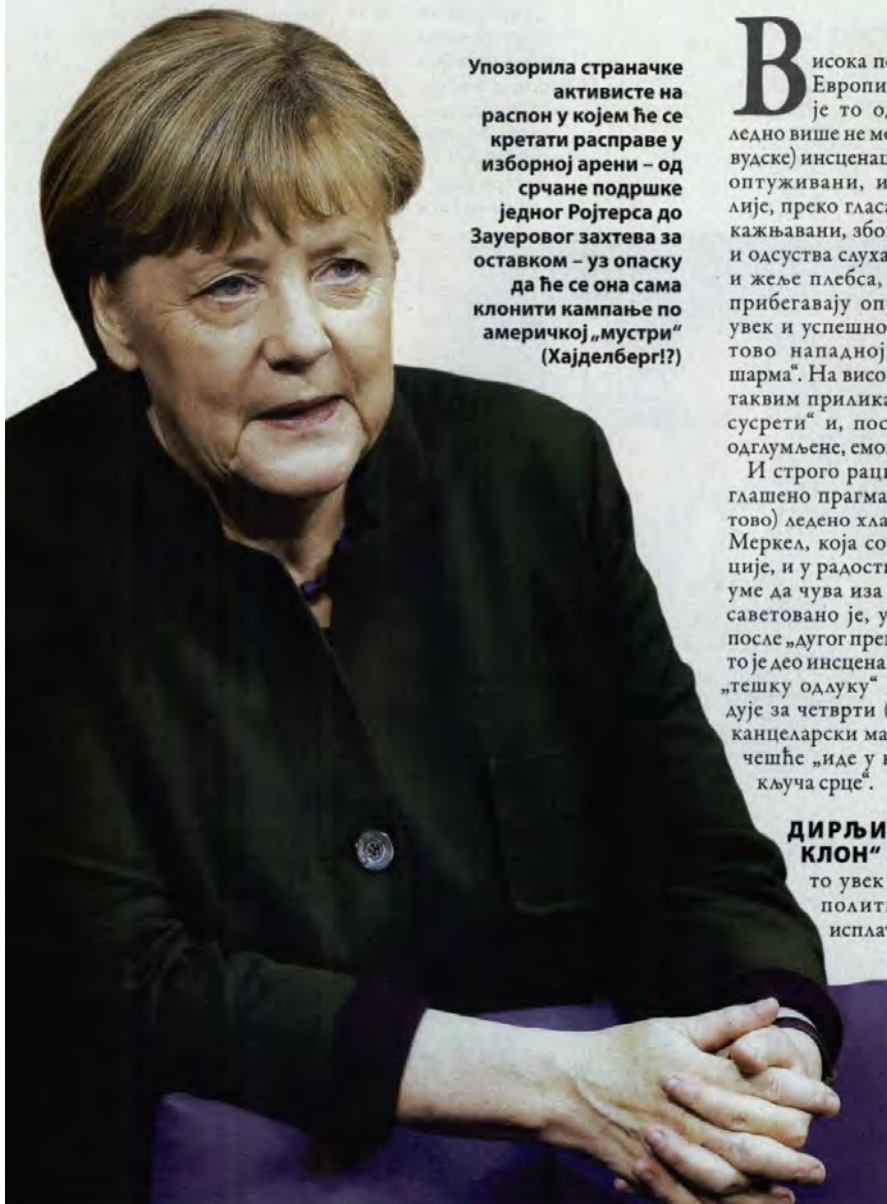 Упозорила страначке
активисте на
распон у којем ће се
кретати расправе у
изборној арени – од
срчане подршке
једног Ројтерса до
Зауеровог захтева за
оставком – уз опаску
да ће се она сама
клонити кампање по
америчкој „мустри“
(Хајделберг!?)
Висока по
Европи
је то од
ледно више не мо
вудске) инсценац
оптуживани, и
лије, преко гласа
кажњавани, због
и одсуства слуха
и жеље плебса,
прибегавају оп
увек и успешно
тово нападној
шарма“. На висо
таквим прилика
сусрети“ и, пос
одглумљене, емо
И строго раци
глашено прагма
тово) ледено хла
Меркел, која со
ције, и у радости
уме да чува иза
саветовано је, у
после „дугог прем
то је део инсцена
„тешку одлуку“
дује за четврти (
канцеларски ма
чешће „иде у н
кључа срце“.
ДИРЉИ
КЛОН“
то увек
полити
исплат